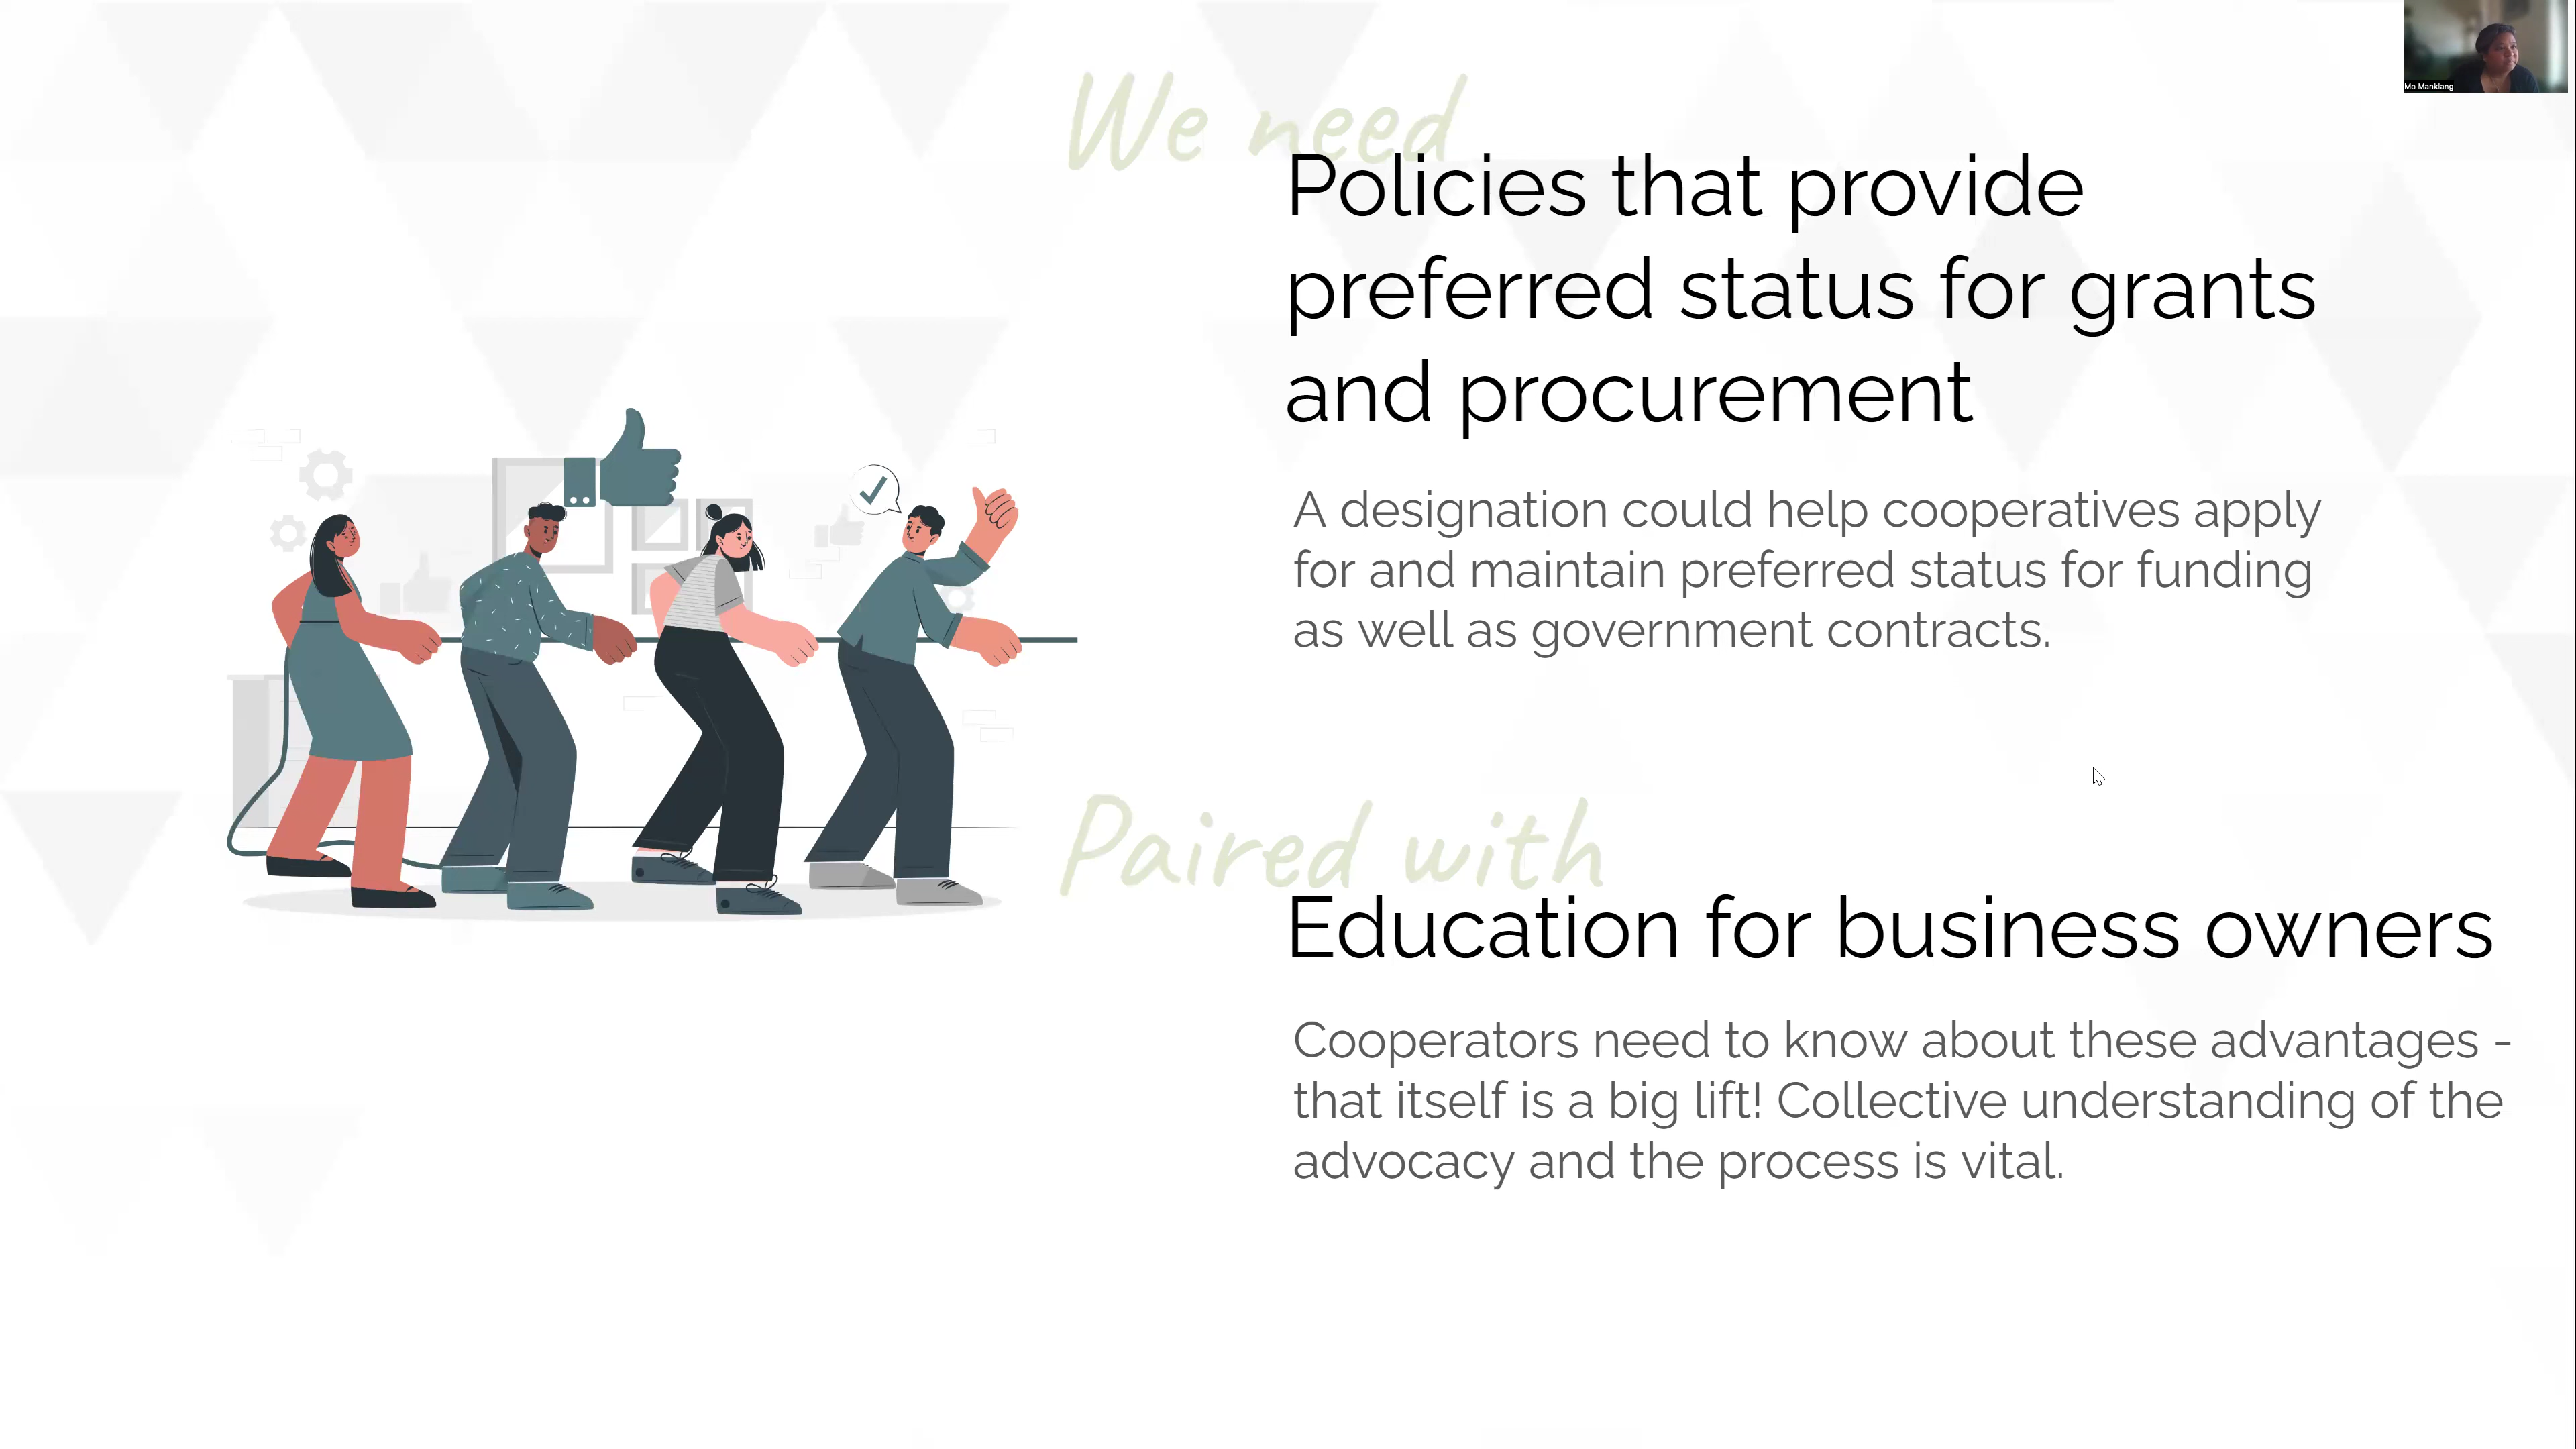 Mo Manklang
We need
Policies that provide
preferred status for grants
and procurement
A designation could help cooperatives apply
for and maintain preferred status for funding
as well as government contracts.
Paired with
Education for business owners
Cooperators need to know about these advantages -
that itself is a big lift! Collective understanding of the
advocacy and the process is vital.